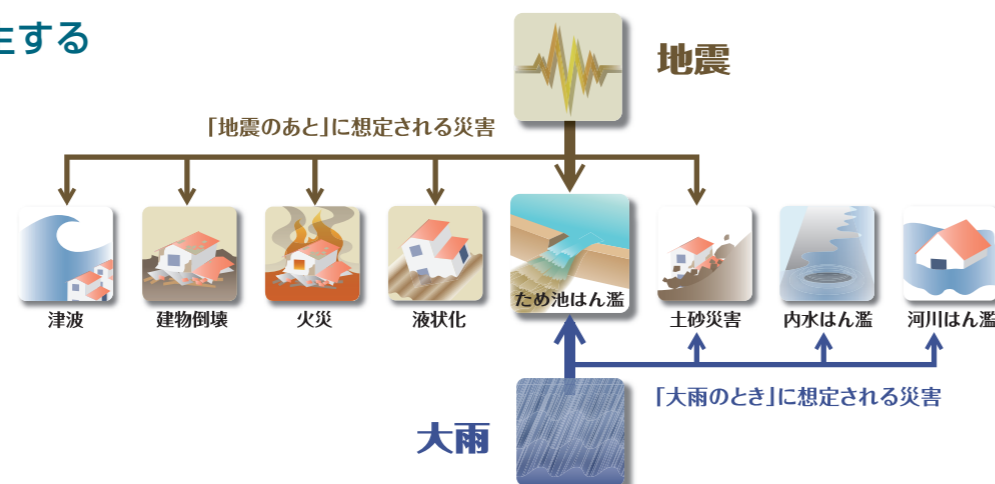 生する
地震
「地震のあと」に想定される災害
津波
建物倒壊
火災
液状化
ため池はん濫
土砂災害
内水はん濫
河川はん濫
「大雨のとき」に想定される災害
大雨